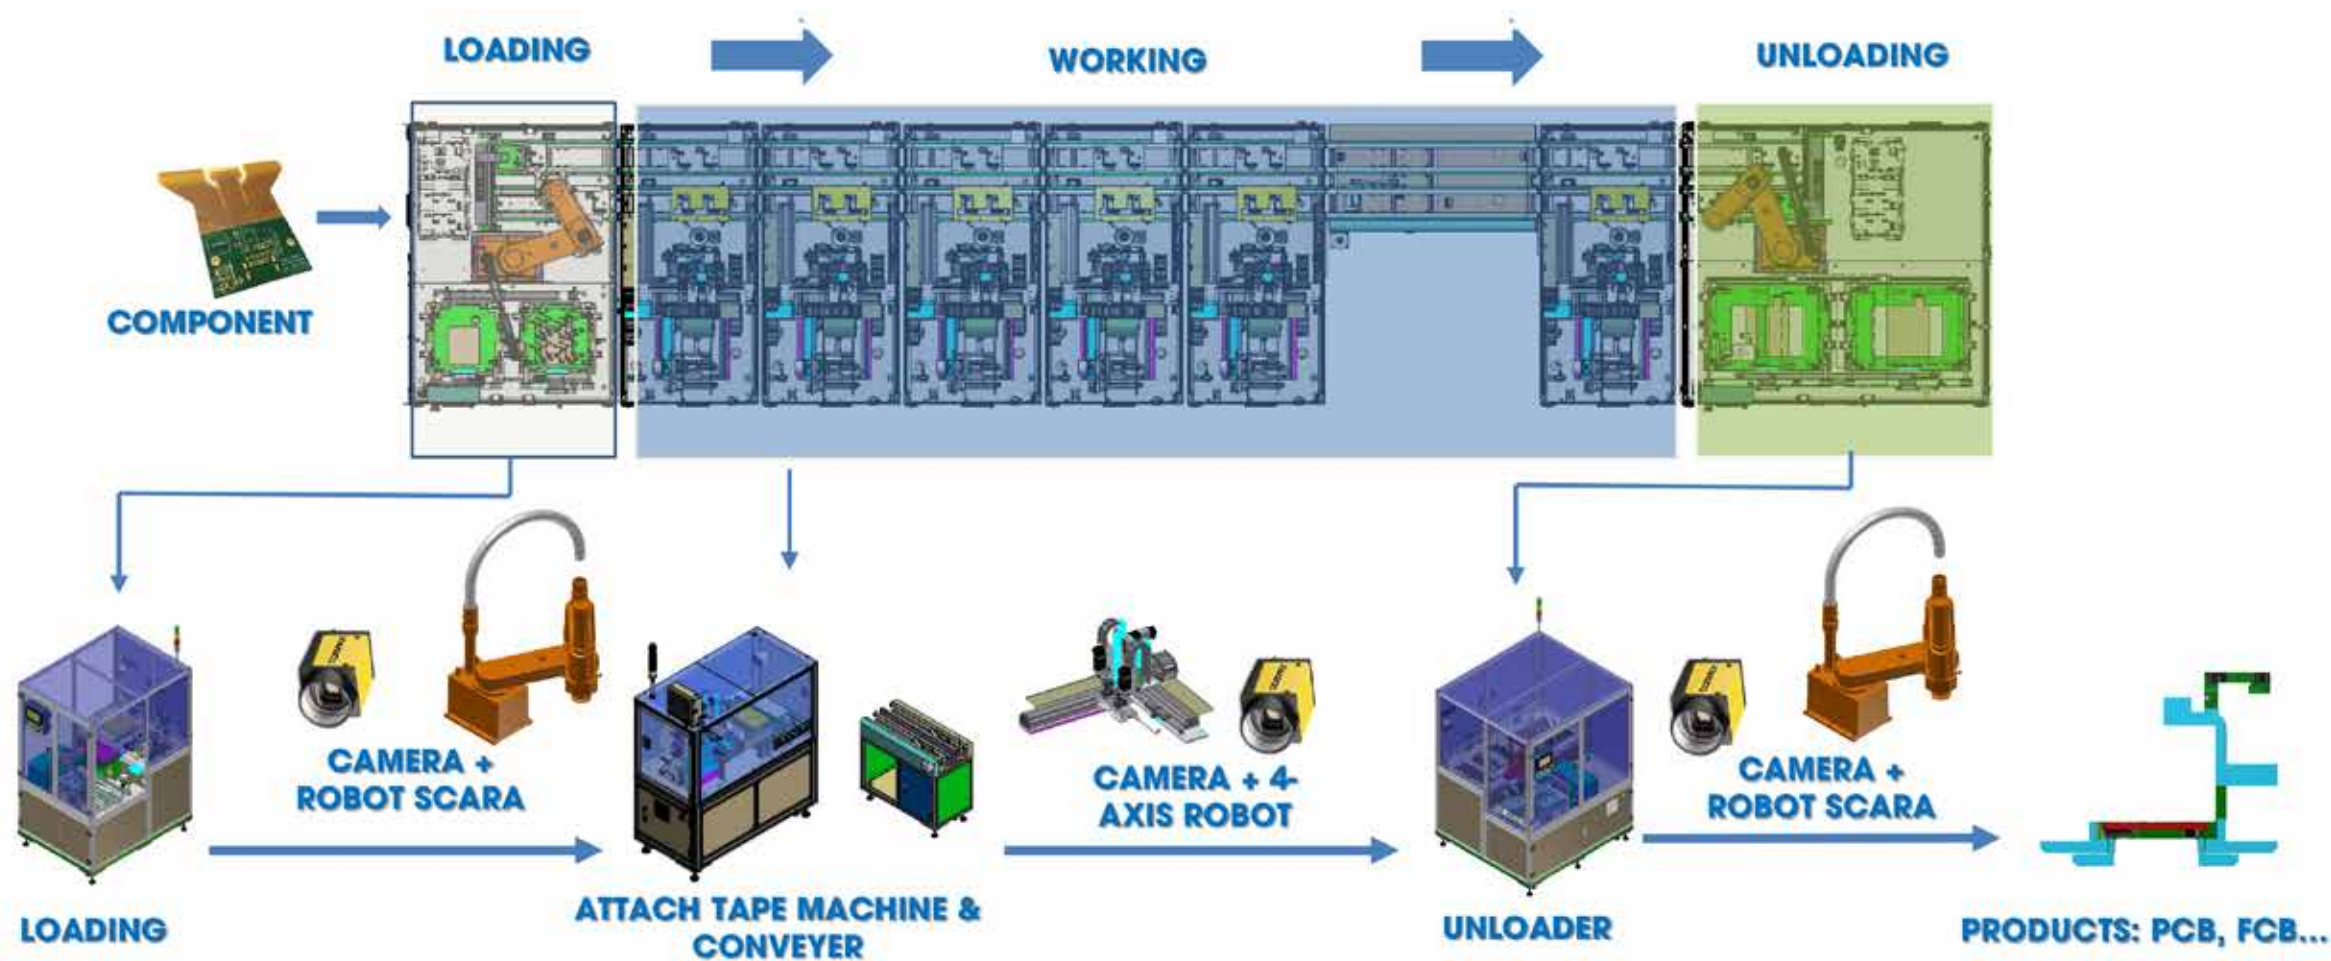 LOADING
WORKING
UNLOADING
COMPONENT
CAMERA +
ROBOT SCARA
CAMERA + 4-
AXIS ROBOT
CAMERA +
ROBOT SCARA
LOADING
ATTACH TAPE MACHINE &
CONVEYER
UNLOADER
PRODUCTS: PCB, FCB...